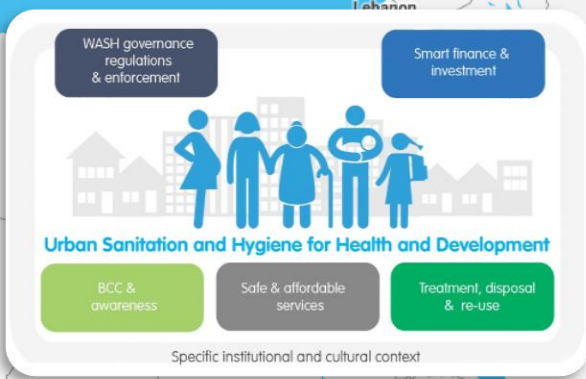 Lebanon
WASH governance
regulations
& enforcement
Smart finance &
investment
Urban Sanitation and Hygiene for Health and Development
BCC &
awareness
Safe & affordable
services
Treatment, disposal
& re-use
Specific institutional and cultural context